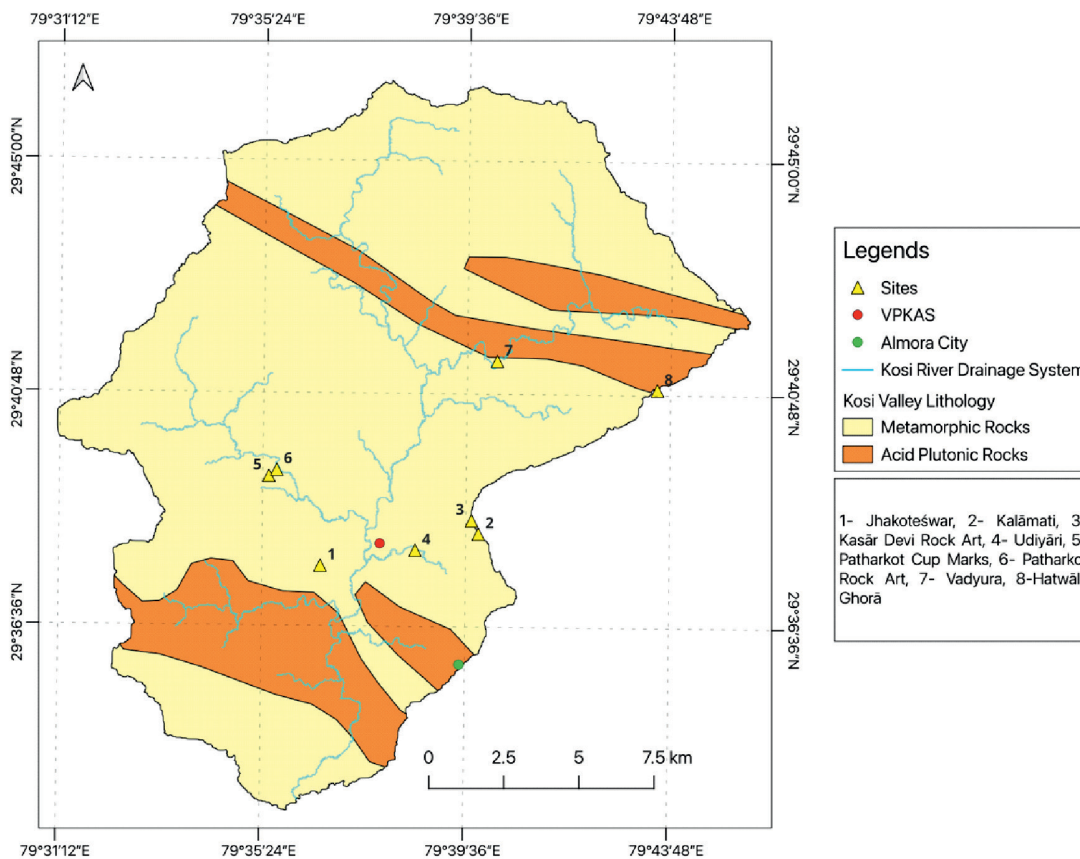 79°31'12"E 79°35'24"E 79°39'36"E 79°43'48"E
29°45'00"N
29°45'00"N
7
29°40'48"N
8
29°40'48"N
5 6
3
2
4
1
29°36'36"N
29°36'36"N
0 2.5 5 7.5 km
79°31'12"E 79°35'24"E 79°39'36"E 79°43'48"E
Legends
Sites
VPKAS
Almora City
Kosi River Drainage System
Kosi Valley Lithology
Metamorphic Rocks
Acid Plutonic Rocks
1- Jhakoteśwar, 2- Kalāmati, 3
Kasār Devi Rock Art, 4- Udiyāri, 5
Patharkot Cup Marks, 6- Patharko
Rock Art, 7- Vadyura, 8-Hatwāl
Ghorā